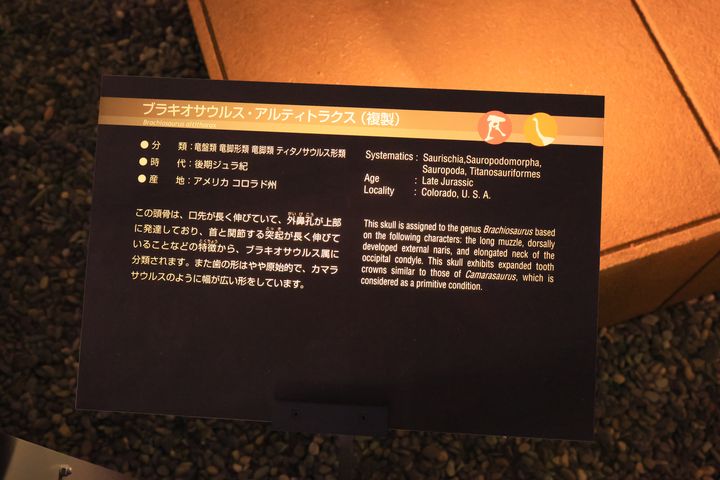 ブラキオサウルス・アルティトラクス（複製）
Brachiosaurus altithorax
●分　類：竜盤類 竜脚形類 竜脚類 ティタノサウルス形類
●時　代：後期ジュラ紀
●産　地：アメリカ コロラド州
この頭骨は、口先が長く伸びていて、外鼻孔が上部
に発達しており、首と関節する突起が長く伸びて
いることなどの特徴から、ブラキオサウルス属に
分類されます。また歯の形はやや原始的で、カマラ
サウルスのように幅が広い形をしています。
Systematics : Saurischia,Sauropodomorpha,
Sauropoda, Titanosauriformes
Age : Late Jurassic
Locality : Colorado, U. S. A.
This skull is assigned to the genus Brachiosaurus based
on the following characters: the long muzzle, dorsally
developed external naris, and elongated neck of the
occipital condyle. This skull exhibits expanded tooth
crowns similar to those of Camarasaurus, which is
considered as a primitive condition.